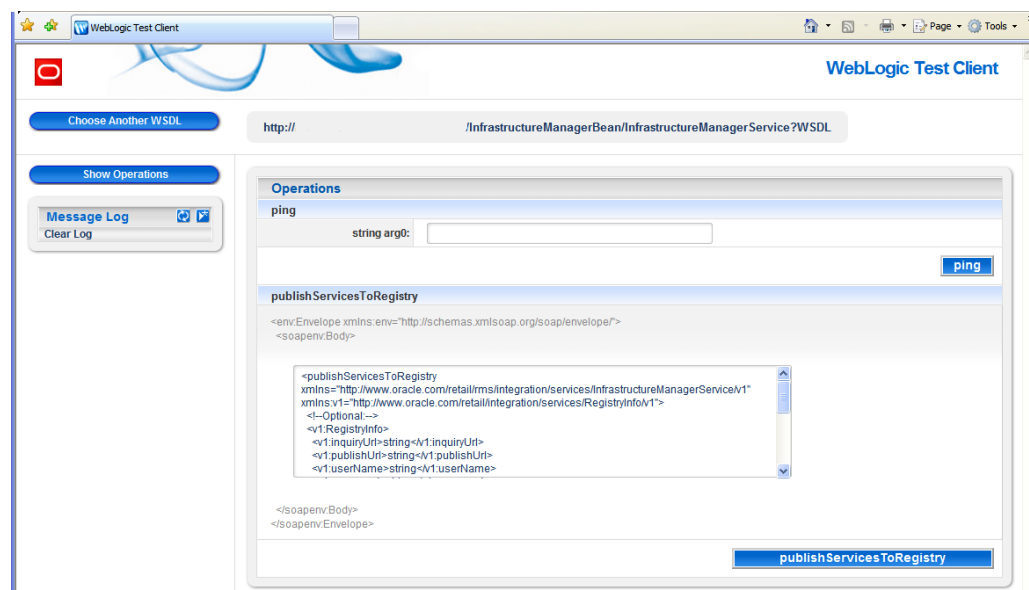 WebLogic Test Client
Page
Tools
WebLogic Test Client
Choose Another WSDL
http:// /InfrastructureManagerBean/InfrastructureManagerService?WSDL
Show Operations
Message Log
Clear Log
Operations
ping
string arg0:
ping
publishServicesToRegistry
<env:Envelope xmlns:env="http://schemas.xmlsoap.org/soap/envelope/">
<soapenv:Body>
<publishServicesToRegistry
xmlns="http://www.oracle.com/retail/rms/integration/services/InfrastructureManagerService/v1"
xmlns:v1="http://www.oracle.com/retail/integration/services/RegistryInfo/v1">
<!--Optional:-->
<v1:RegistryInfo>
<v1:inquiryUrl>string</v1:inquiryUrl>
<v1:publishUrl>string</v1:publishUrl>
<v1:userName>string</v1:userName>
</soapenv:Body>
</soapenv:Envelope>
publishServicesToRegistry